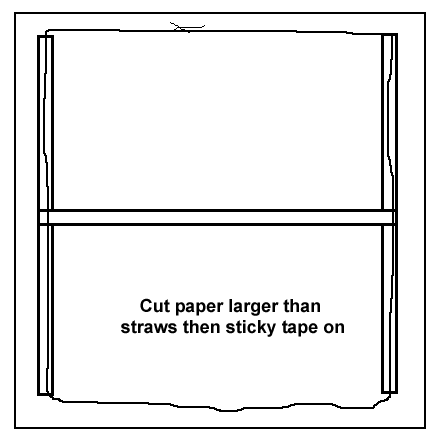 Cut paper larger than
straws then sticky tape on